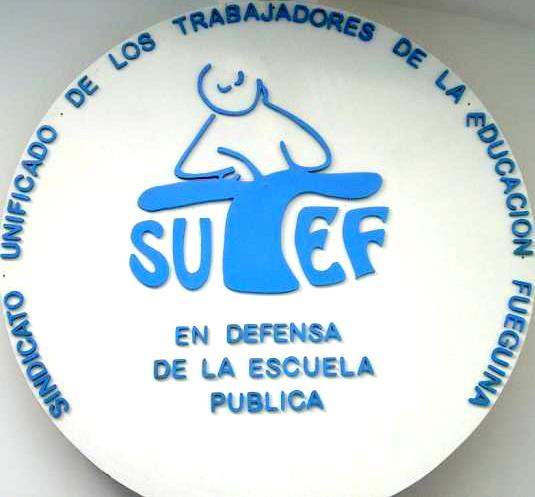 SINDICATO UNIFICADO DE LOS TRABAJADORES DE LA EDUCACION FUEGUINA
SUTEF
EN DEFENSA
DE LA ESCUELA
PUBLICA